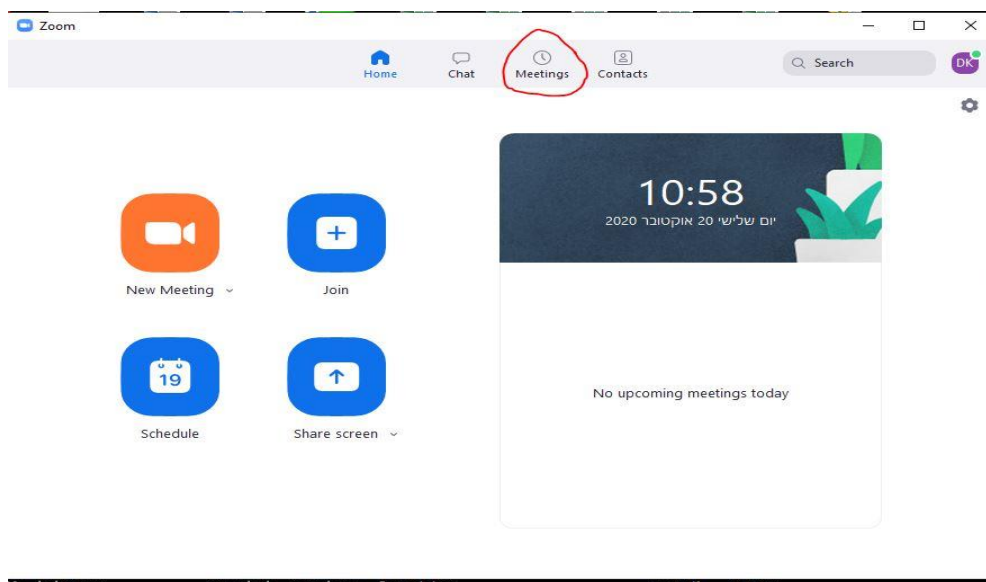 Zoom
Home Chat Meetings Contacts
Search
DK
10:58
יום שלישי 20 אוקטובר 2020
New Meeting
Join
19
Schedule
Share screen
No upcoming meetings today